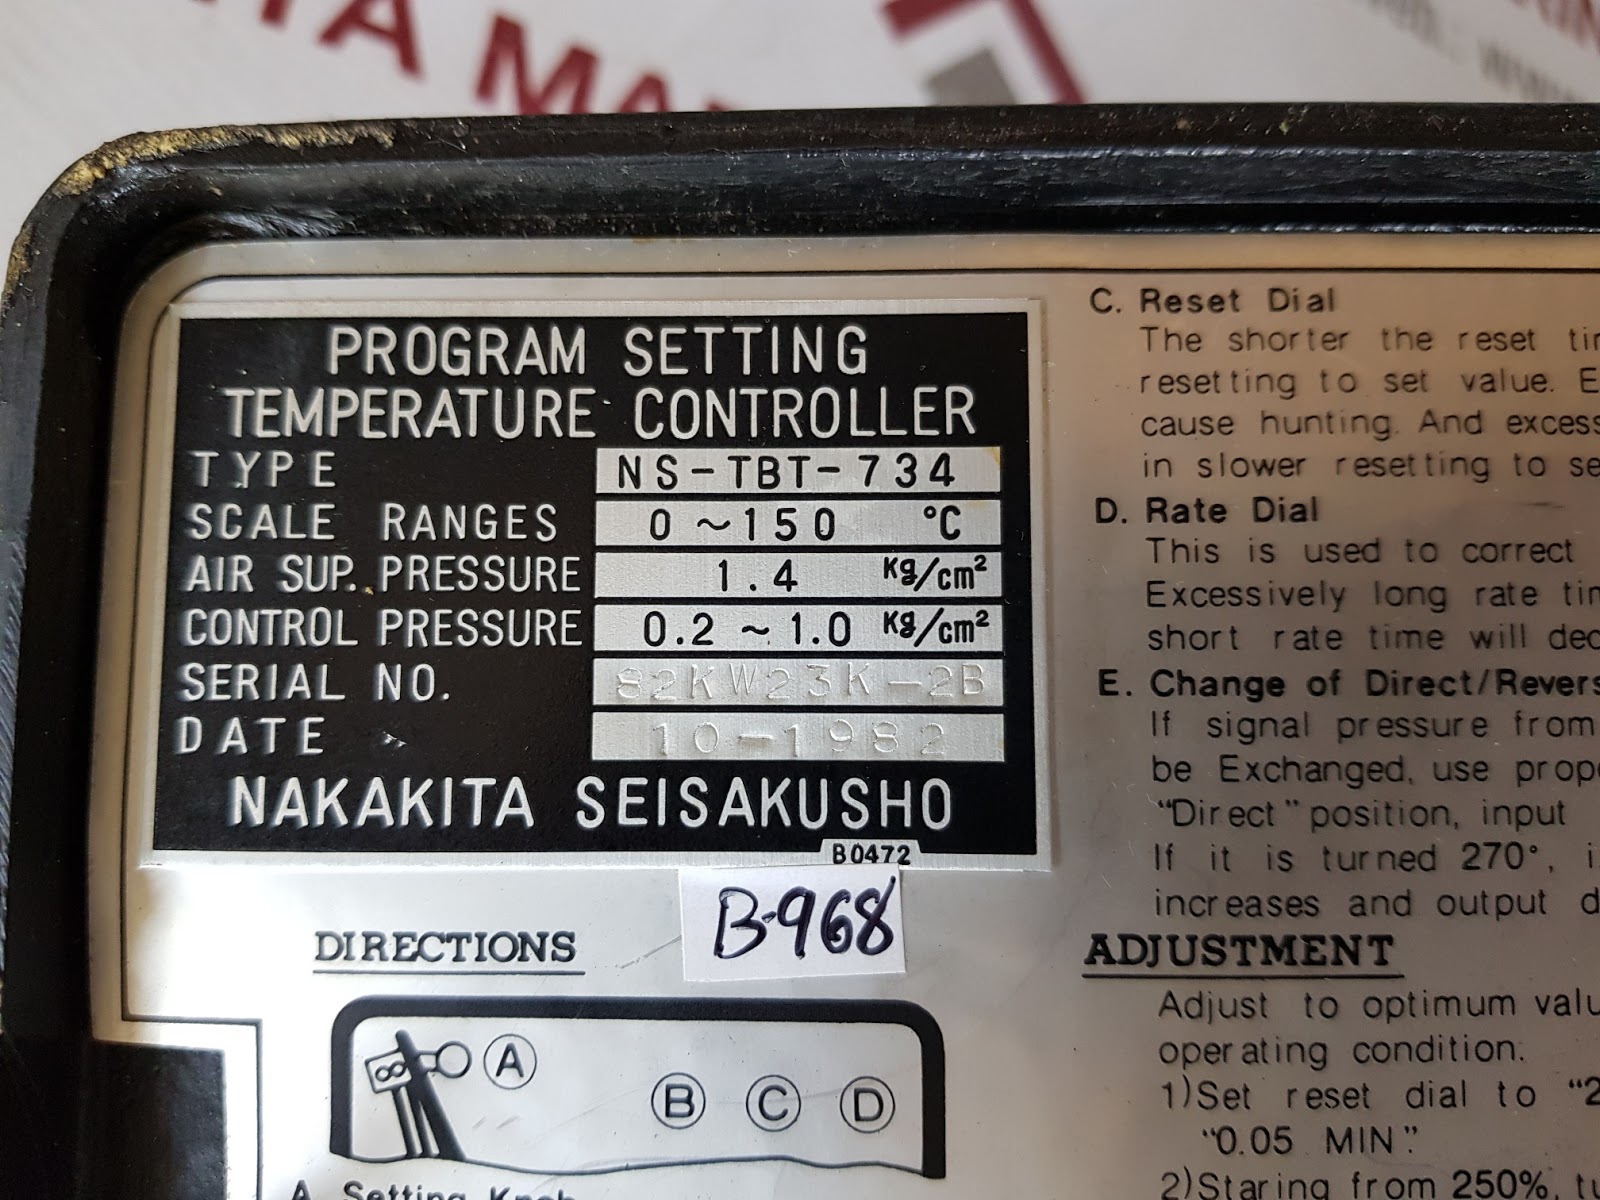 PROGRAM SETTING
TEMPERATURE CONTROLLER
TYPE NS-TBT-734
SCALE RANGES 0~150 °C
AIR SUP. PRESSURE 1.4 Kg/cm²
CONTROL PRESSURE 0.2~1.0 Kg/cm²
SERIAL NO. 82KW23K-2B
DATE 10-1982
NAKAKITA SEISAKUSHO
B0472
B-968
DIRECTIONS
A
B C D
A Setting Knob
C. Reset Dial
The shorter the reset
resetting to set value.
cause hunting. And
in slower resetting to
D. Rate Dial
This is used to correct
Excessively long rate
short rate time will
E. Change of Direct/
If signal pressure from
be Exchanged, use
"Direct" position, input
If it is turned 270°,
increases and output
ADJUSTMENT
Adjust to optimum
operating condition.
1)Set reset dial to
"0.05 MIN".
2)Staring from 250%,